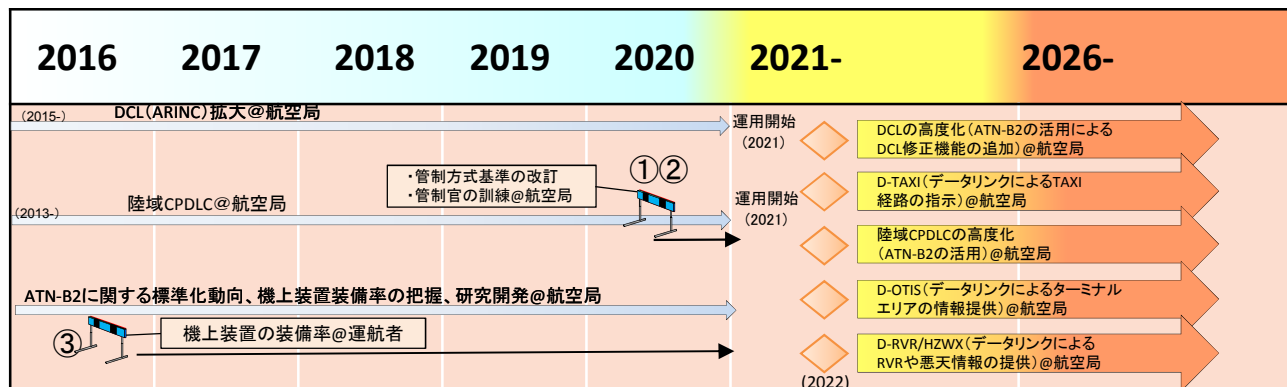 2016 2017 2018 2019 2020 2021- 2026-
(2015-) DCL(ARINC)拡大@航空局
運用開始
(2021)
DCLの高度化(ATN-B2の活用による
DCL修正機能の追加)@航空局
・管制方式基準の改訂
・管制官の訓練@航空局
①②
D-TAXI(データリンクによるTAXI
経路の指示)@航空局
(2013-) 陸域CPDLC@航空局
運用開始
(2021)
陸域CPDLCの高度化
(ATN-B2の活用)@航空局
ATN-B2に関する標準化動向、機上装置装備率の把握、研究開発@航空局
D-OTIS(データリンクによるターミナル
エリアの情報提供)@航空局
③ 機上装置の装備率@運航者
D-RVR/HZWX(データリンクによる
RVRや悪天情報の提供)@航空局
(2022)